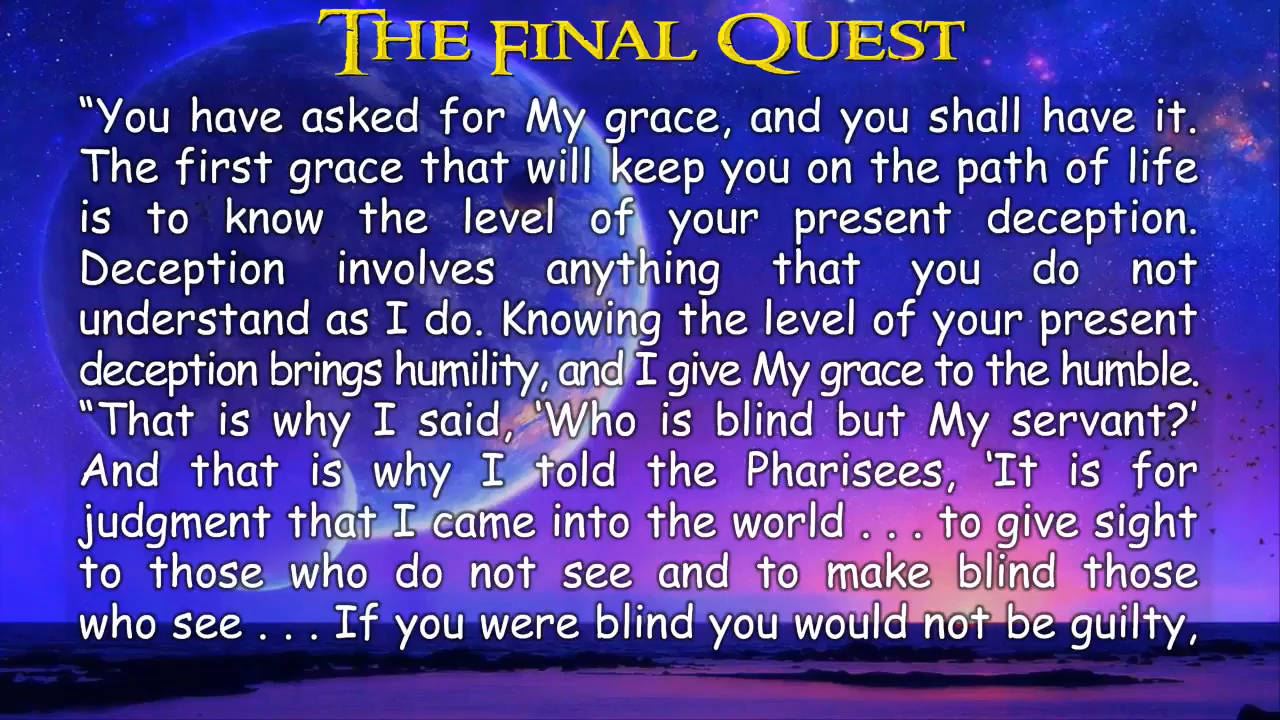 The Final Quest
“You have asked for My grace, and you shall have it.
The first grace that will keep you on the path of life
is to know the level of your present deception.
Deception involves anything that you do not
understand as I do. Knowing the level of your present
deception brings humility, and I give My grace to the humble.
“That is why I said, ‘Who is blind but My servant?’
And that is why I told the Pharisees, ‘It is for
judgment that I came into the world . . . to give sight
to those who do not see and to make blind those
who see . . . If you were blind you would not be guilty,